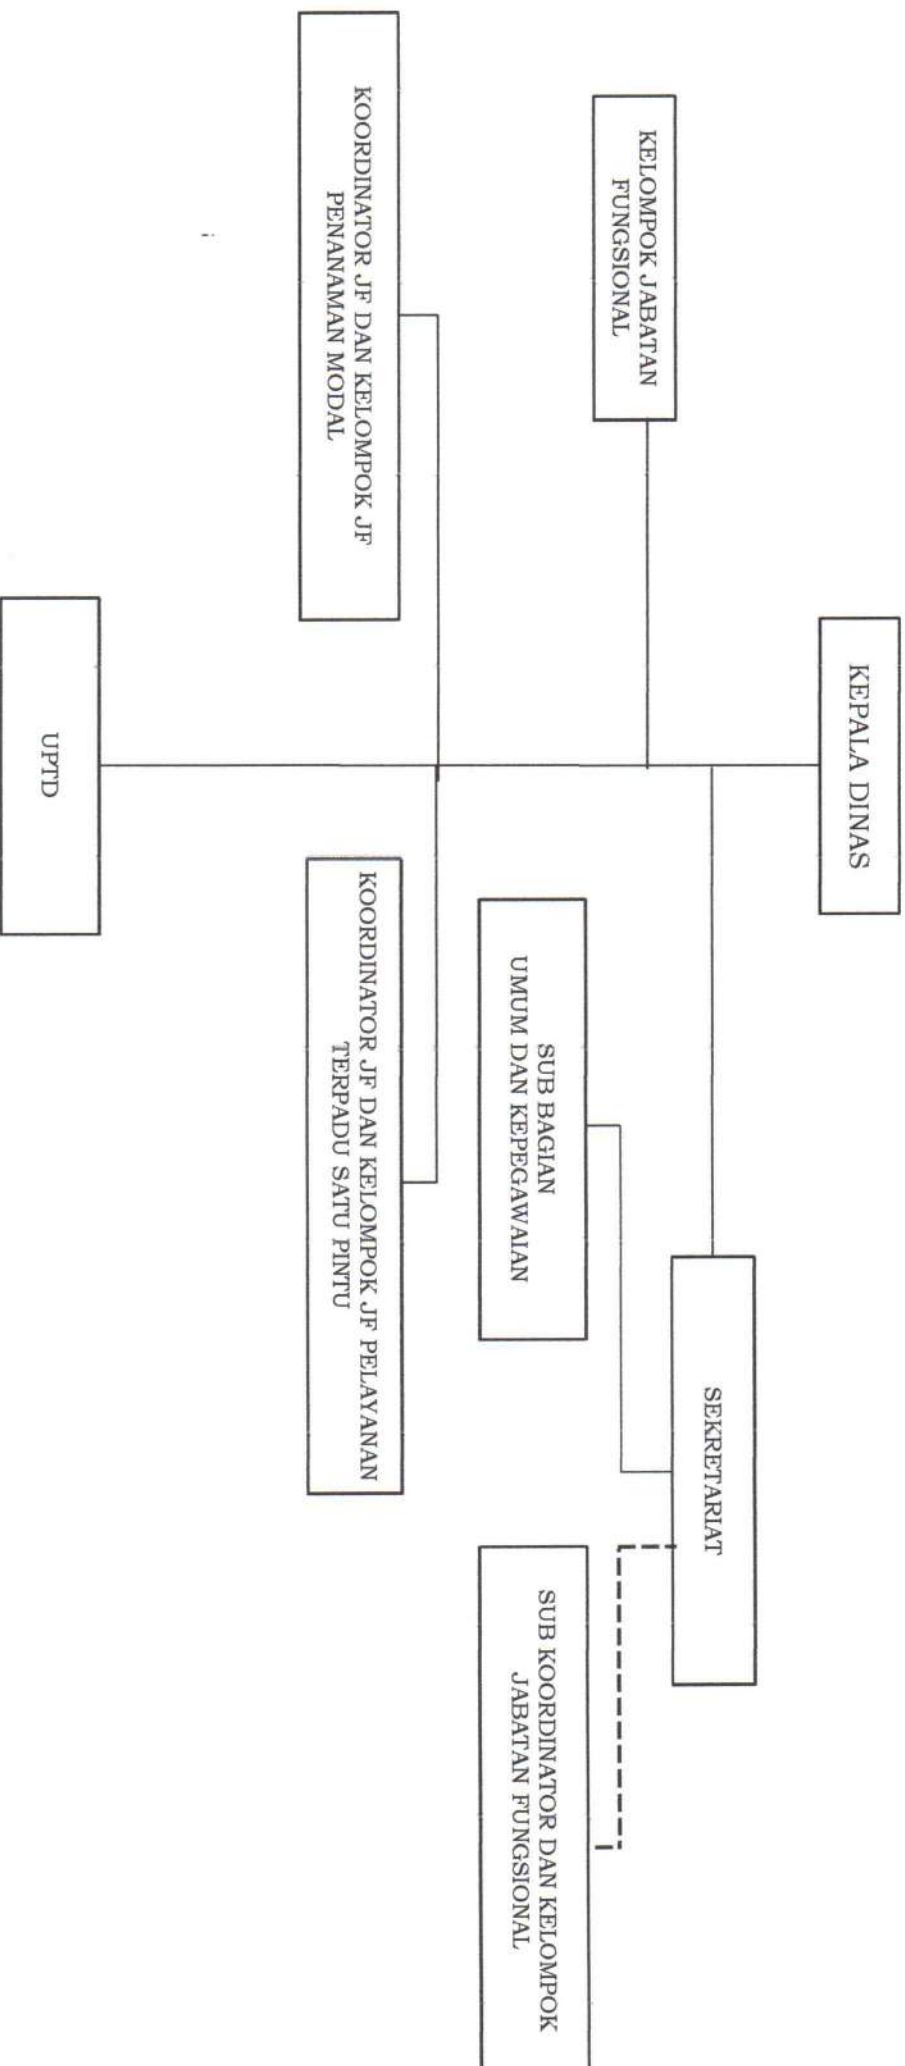 KEPALA DINAS
SEKRETARIAT
KELOMPOK JABATAN
FUNGSIONAL
SUB BAGIAN
UMUM DAN KEPEGAWAIAN
SUB KOORDINATOR DAN KELOMPOK
JABATAN FUNGSIONAL
KOORDINATOR JF DAN KELOMPOK JF
PENANAMAN MODAL
KOORDINATOR JF DAN KELOMPOK JF PELAYANAN
TERPADU SATU PINTU
UPTD